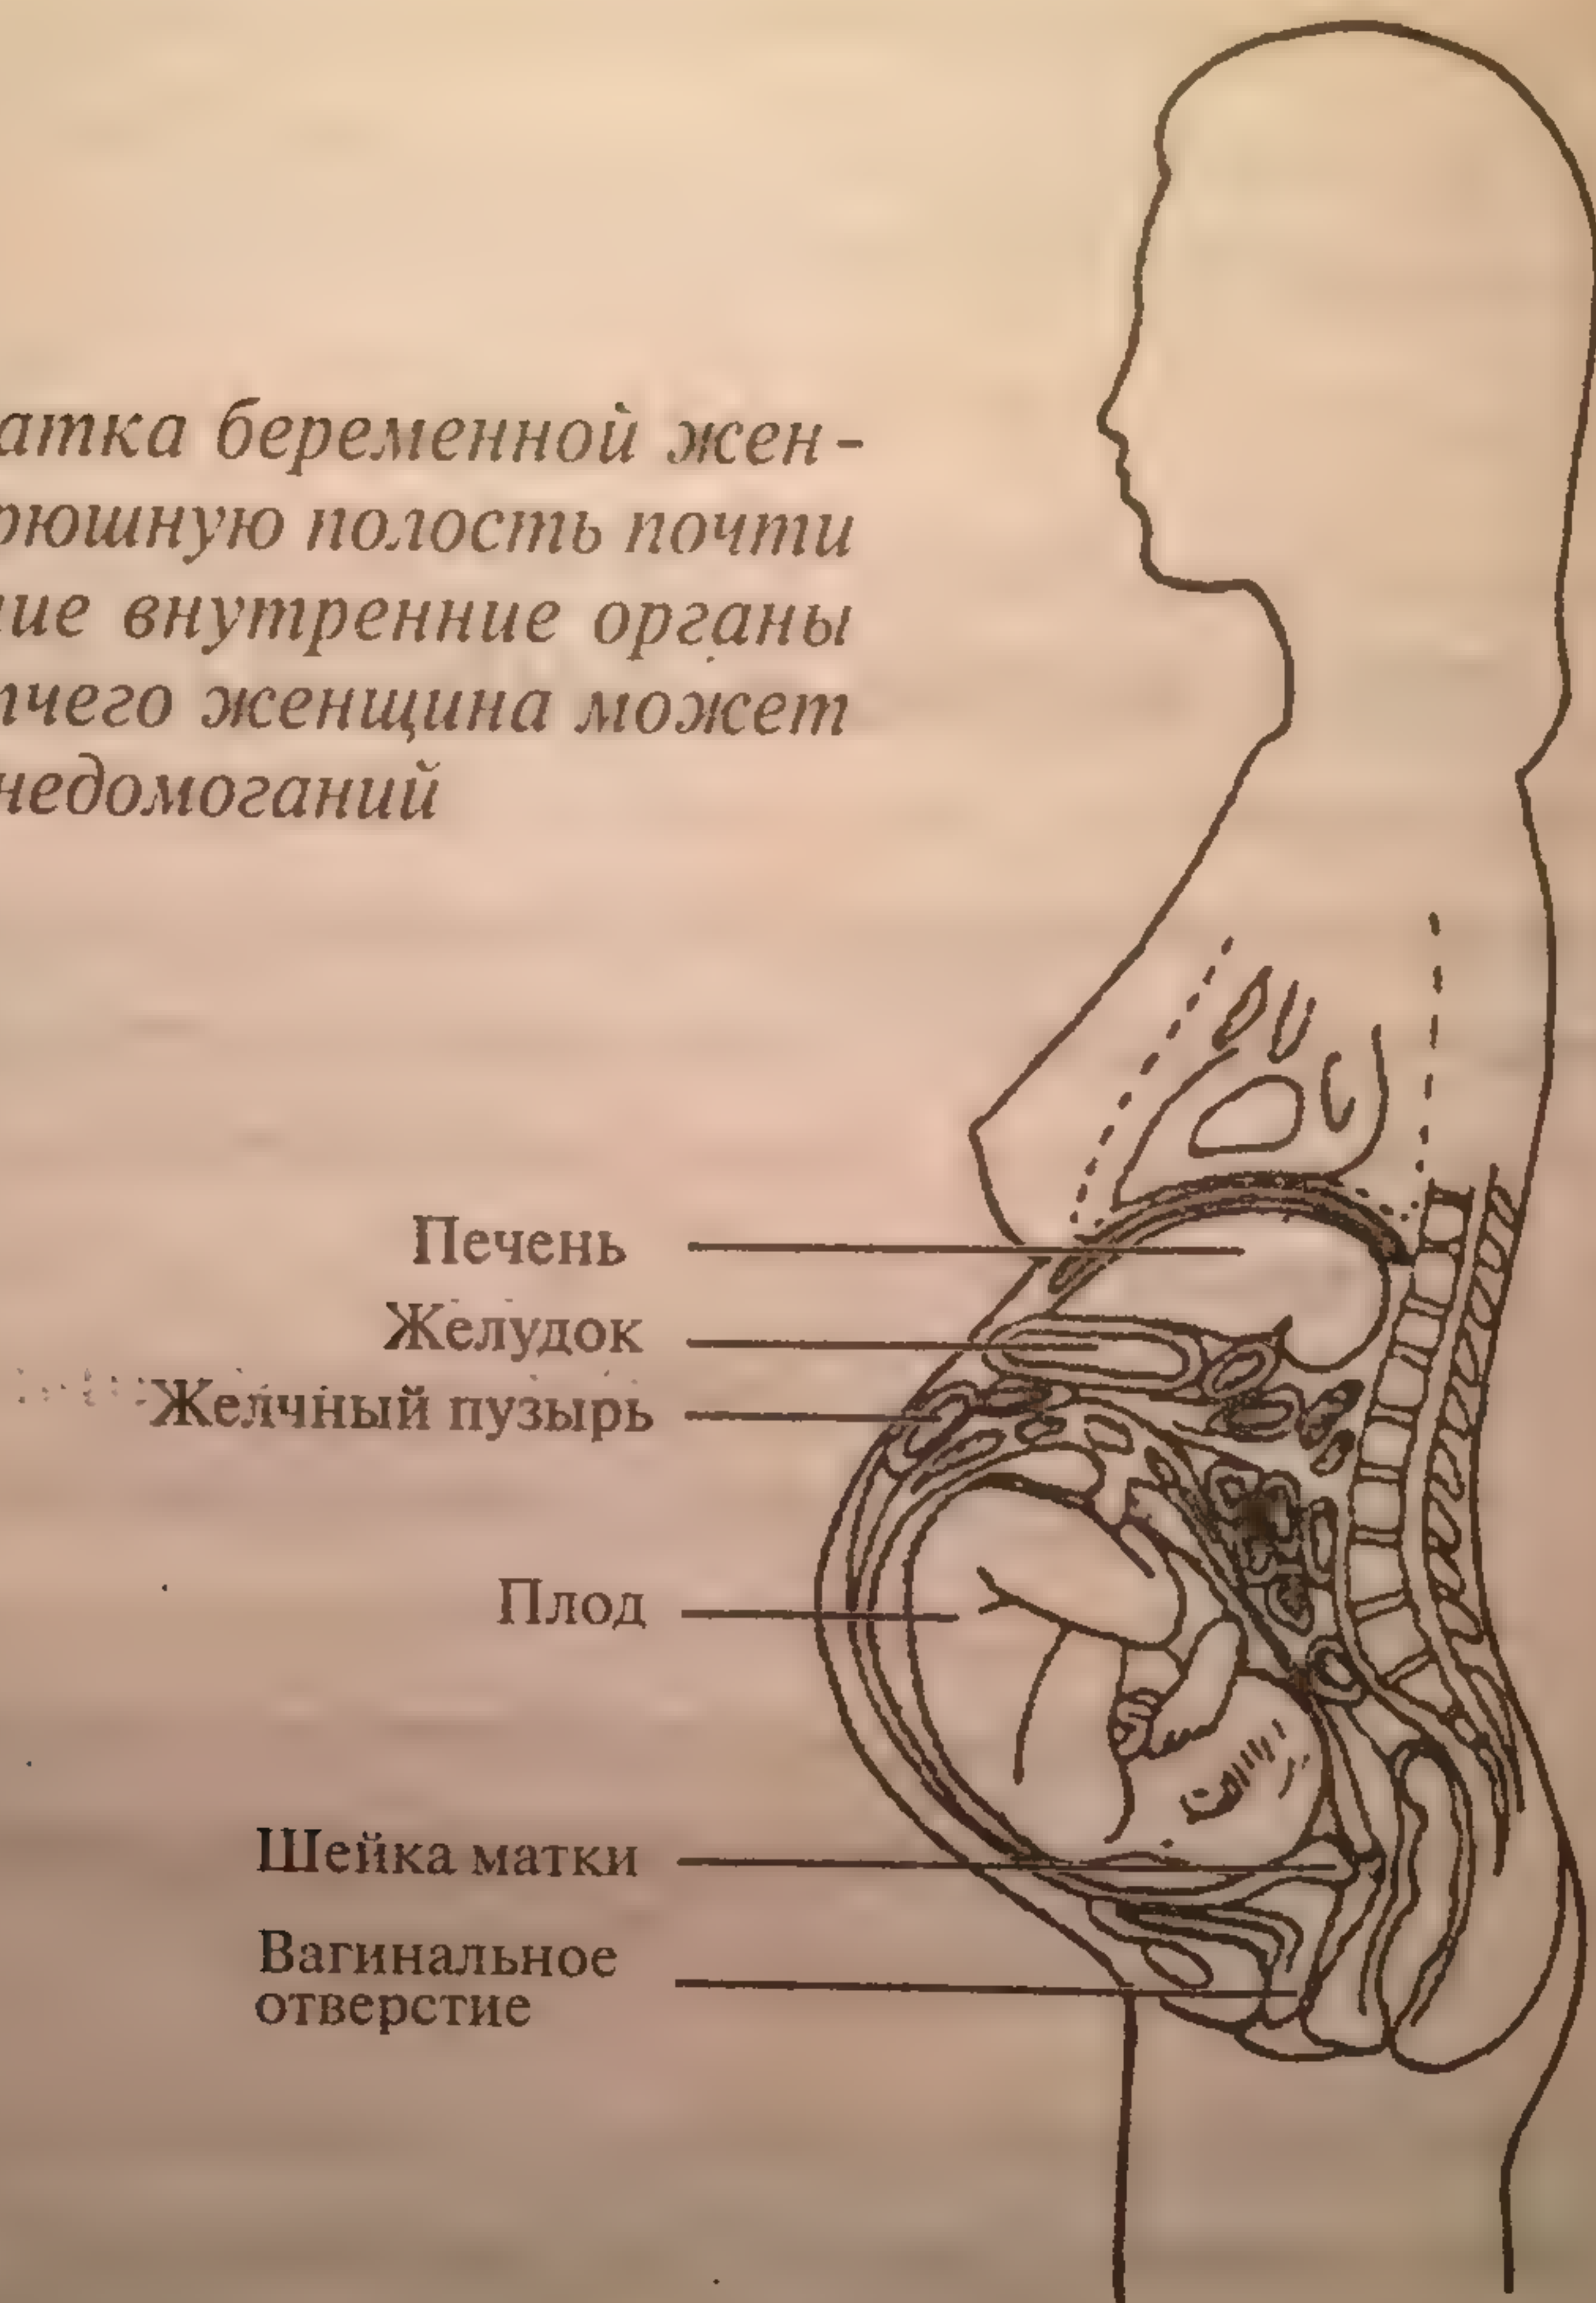 атка беременной жен-
рюшную полость почти
ие внутренние органы
чего женщина может
недомоганий
Печень
Желудок
Желчный пузырь
Плод
Шейка матки
Вагинальное
отверстие